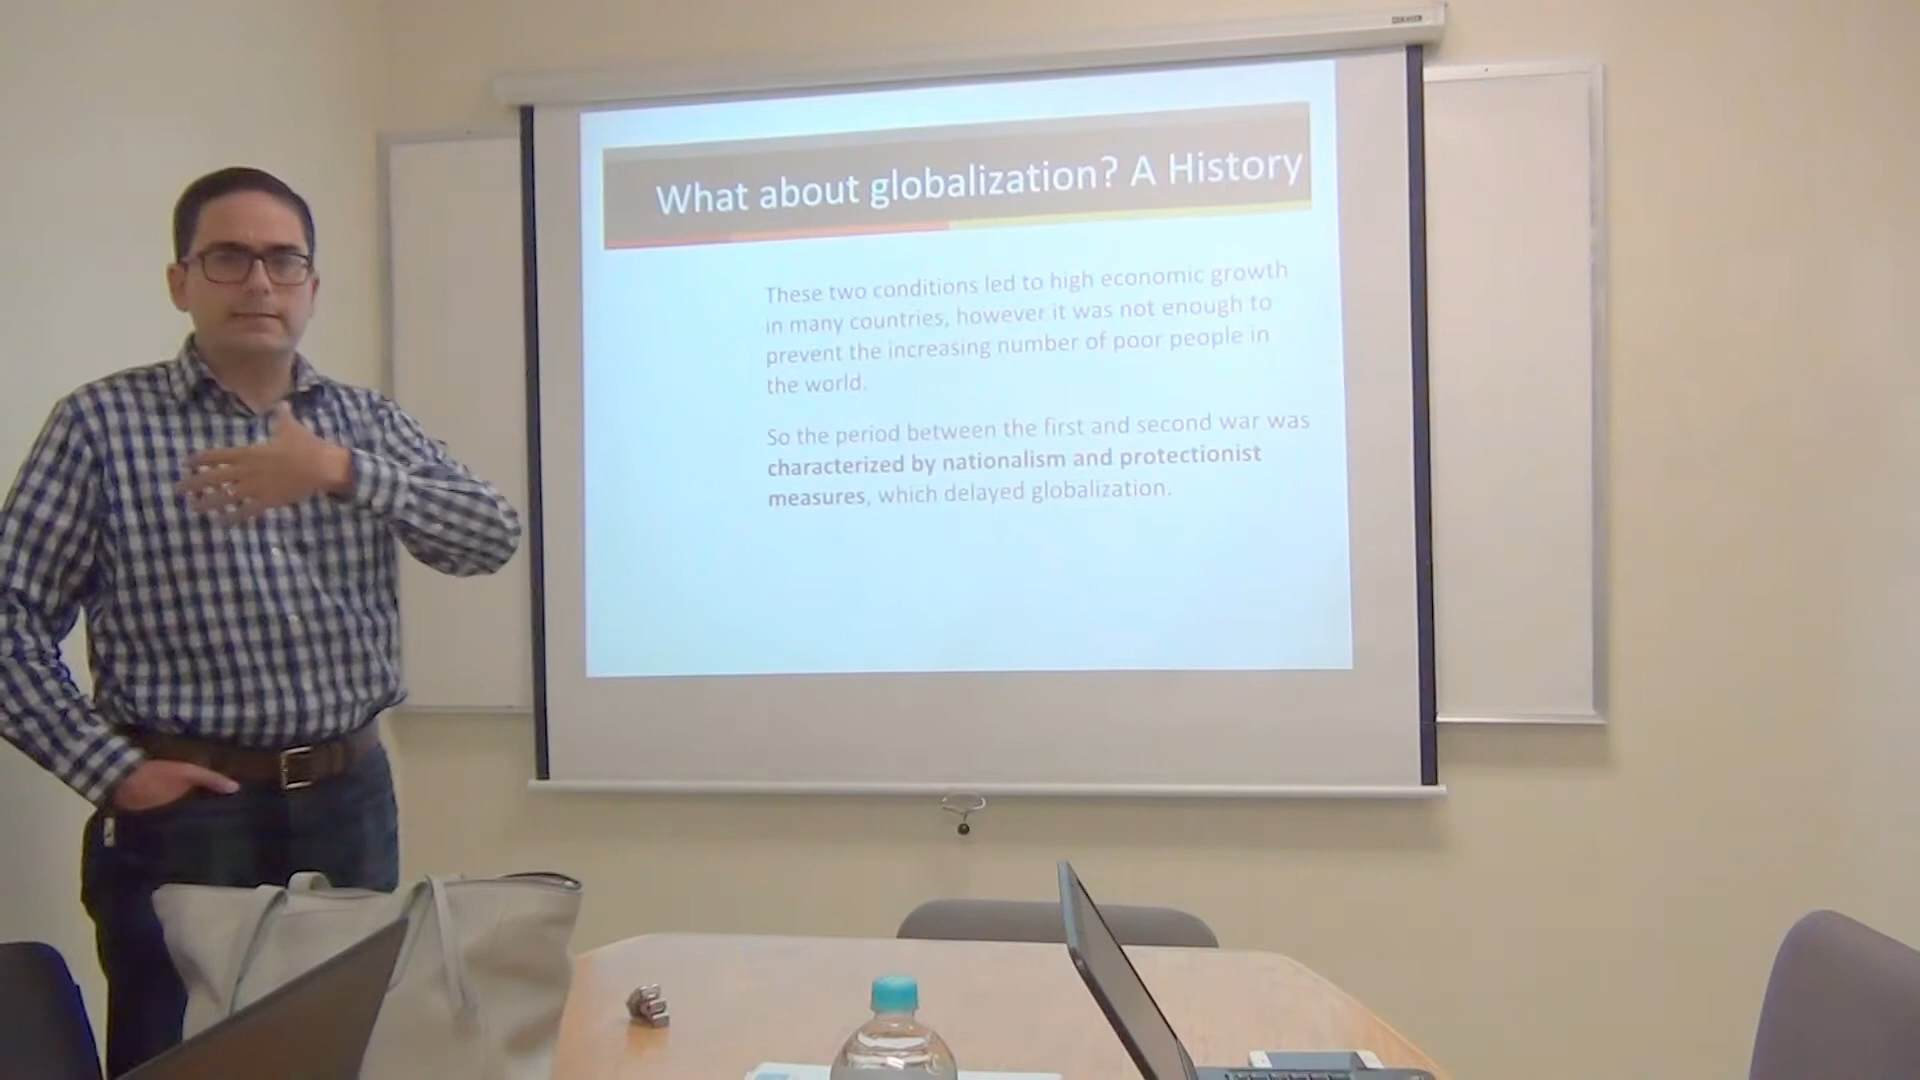 What about globalization? A History
These two conditions led to high economic growth
in many countries, however it was not enough to
prevent the increasing number of poor people in
the world.
So the period between the first and second war was
characterized by nationalism and protectionist
measures, which delayed globalization.